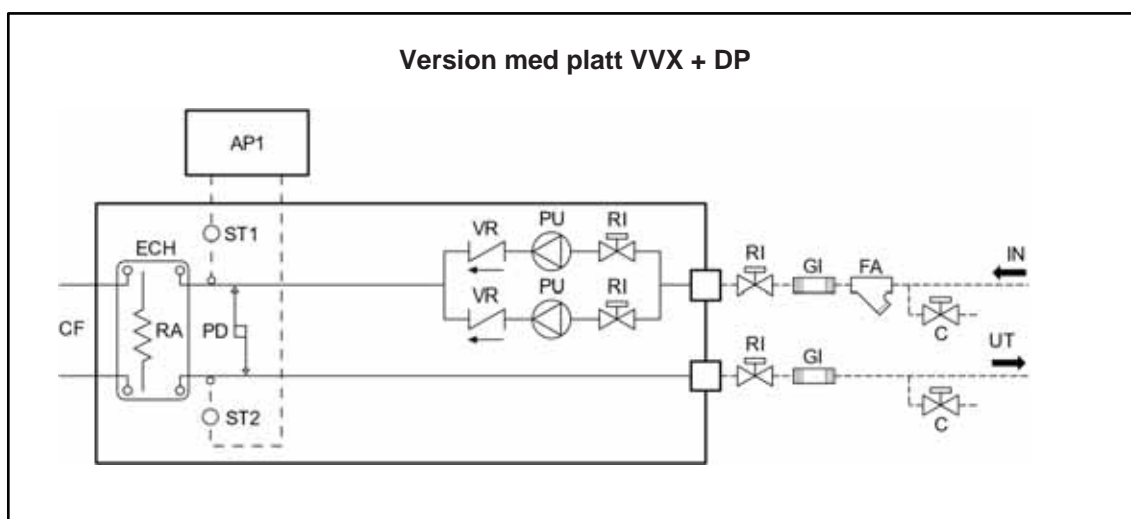 Version med platt VVX + DP
AP1
ST1
ECH
VR
PU
RI
RI
GI
FA
IN
CF
RA
PD
VR
PU
RI
C
RI
GI
UT
ST2
C